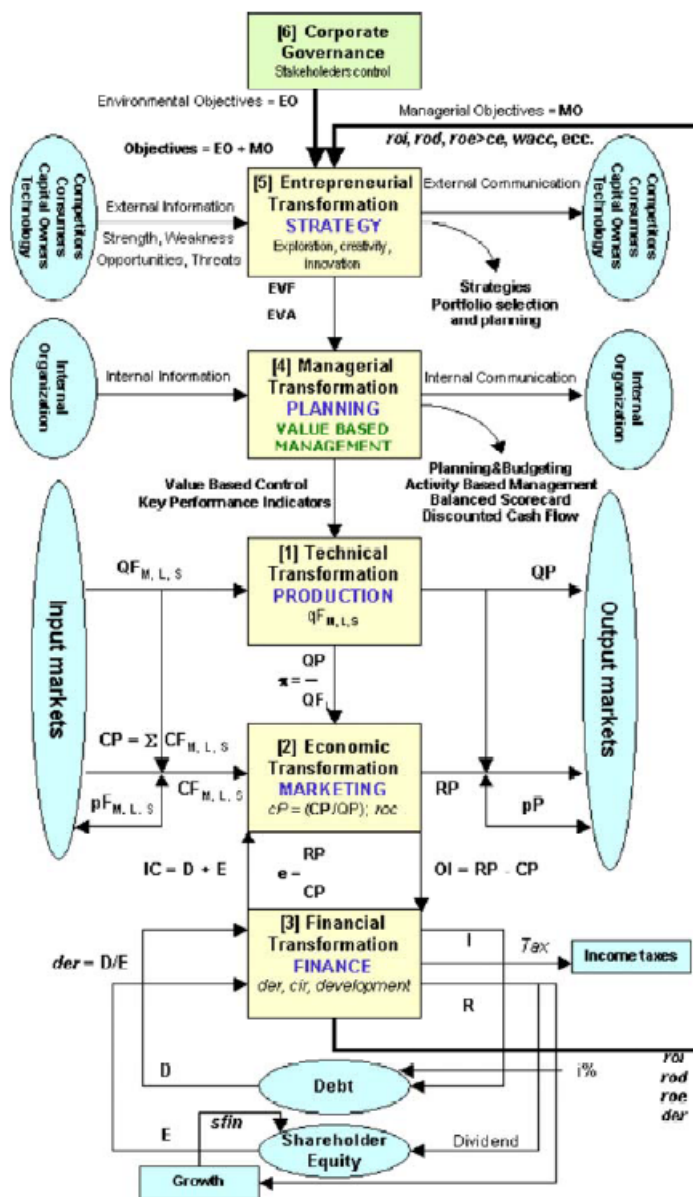 [6] Corporate
Governance
Stakeholeders control
Environmental Objectives = EO
Managerial Objectives = MO
Objectives = EO + MO
roi, rod, roe>ce, wacc, ecc.
Competitors
Consumers
Capital Owners
Technology
External Information
Strength, Weakness
Opportunities, Threats
[5] Entrepreneurial
Transformation
STRATEGY
Exploration, creativity,
innovation
External Communication
Competitors
Consumers
Capital Owners
Technology
Strategies
Portfolio selection
and planning
EVF
EVA
Internal
Organization
Internal Information
[4] Managerial
Transformation
PLANNING
VALUE BASED
MANAGEMENT
Internal Communication
Internal
Organization
Value Based Control
Key Performance Indicators
Planning&Budgeting
Activity Based Management
Balanced Scorecard
Discounted Cash Flow
Input markets
QF M, L, S
[1] Technical
Transformation
PRODUCTION
qF M,L,S
QP
Output markets
π = QP
QF
CP = Σ CF M, L, S
CF M, L, S
pF M, L, S
[2] Economic
Transformation
MARKETING
cP = (CP/QP); roc
RP
pP
IC = D + E
e = RP
CP
OI = RP - CP
der = D/E
[3] Financial
Transformation
FINANCE
der, cir, development
I
Tax
Income taxes
R
D
Debt
i%
roi
rod
roe
der
E
sfin
Shareholder
Equity
Dividend
Growth